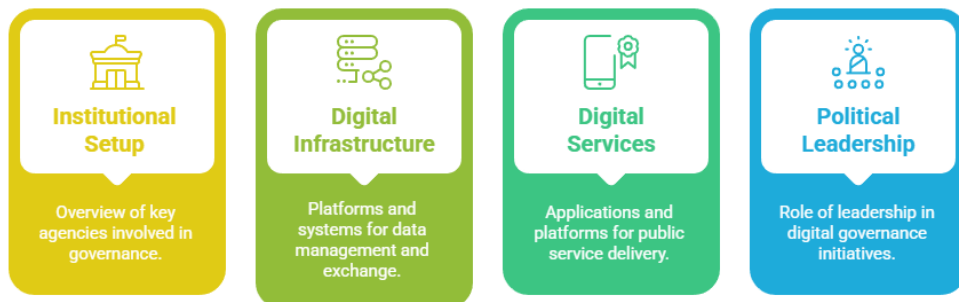 Institutional
Setup
Overview of key
agencies involved in
governance.
Digital
Infrastructure
Platforms and
systems for data
management and
exchange.
Digital
Services
Applications and
platforms for public
service delivery.
Political
Leadership
Role of leadership in
digital governance
initiatives.